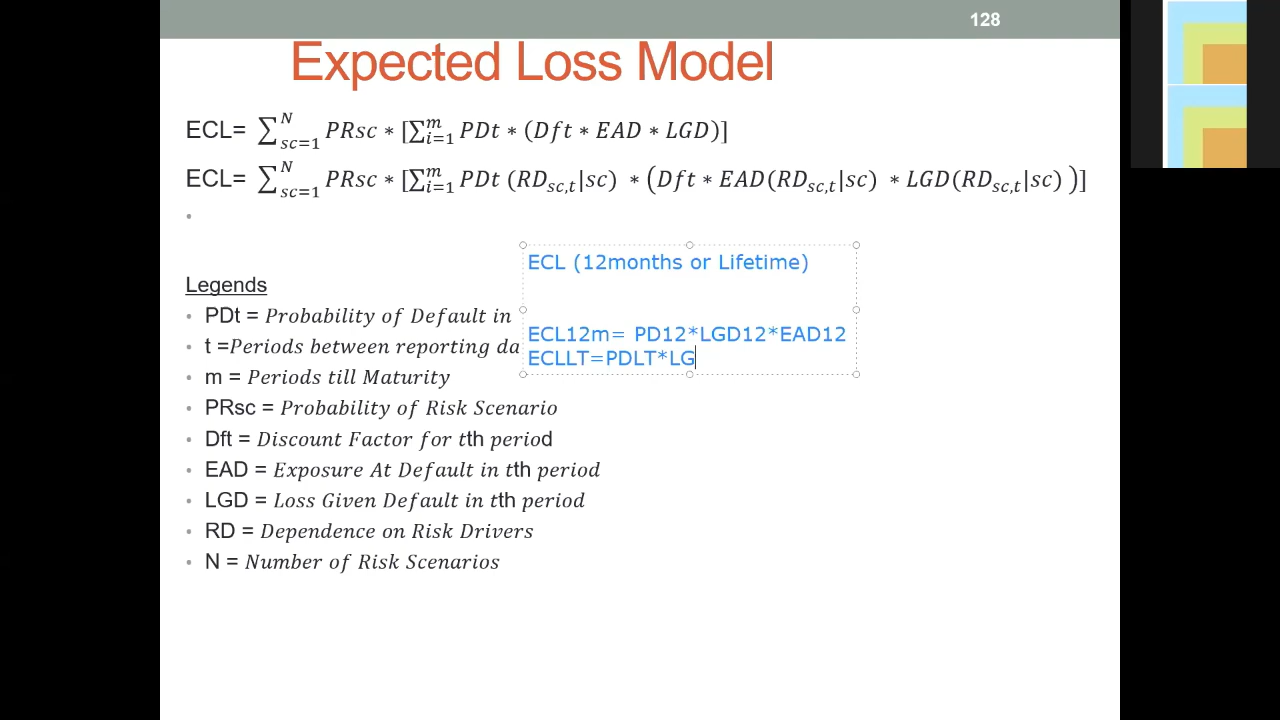 128
Expected Loss Model
ECL= ∑_{sc=1}^{N} PRsc * [∑_{i=1}^{m} PDt * (Dft * EAD * LGD)]
ECL= ∑_{sc=1}^{N} PRsc * [∑_{i=1}^{m} PDt (RD_{sc,t}|sc) * (Dft * EAD(RD_{sc,t}|sc) * LGD(RD_{sc,t}|sc) )]
•
ECL (12months or Lifetime)
ECL12m= PD12*LGD12*EAD12
ECLLT=PDLT*LG
Legends
• PDt = Probability of Default in
• t =Periods between reporting da
• m = Periods till Maturity
• PRsc = Probability of Risk Scenario
• Dft = Discount Factor for tth period
• EAD = Exposure At Default in tth period
• LGD = Loss Given Default in tth period
• RD = Dependence on Risk Drivers
• N = Number of Risk Scenarios